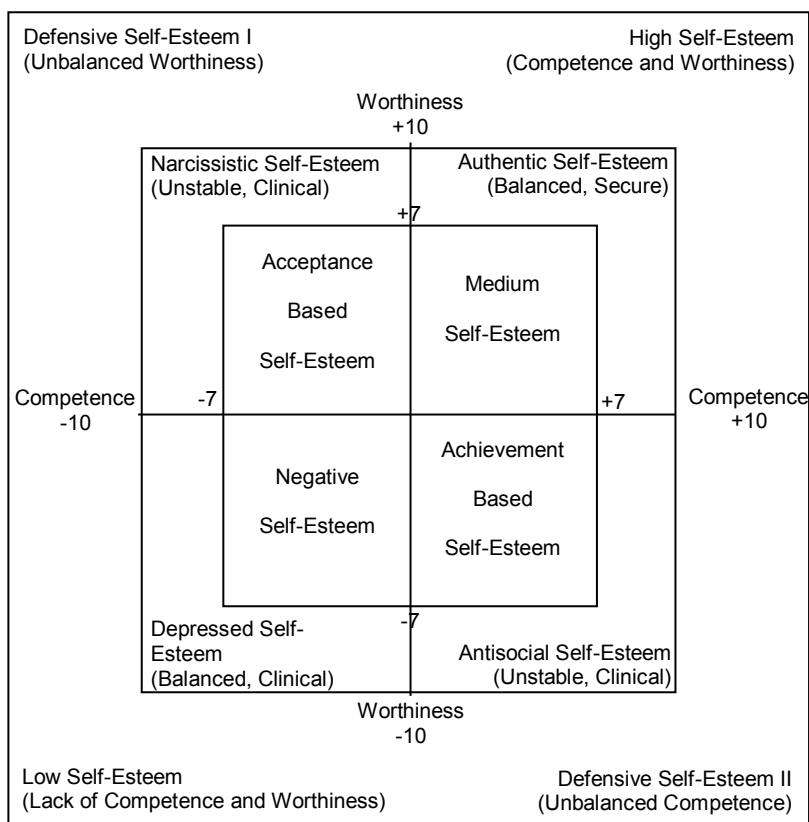 Defensive Self-Esteem I
(Unbalanced Worthiness)
High Self-Esteem
(Competence and Worthiness)
Worthiness
+10
Narcissistic Self-Esteem
(Unstable, Clinical)
Authentic Self-Esteem
(Balanced, Secure)
+7
Acceptance
Based
Self-Esteem
Medium
Self-Esteem
Competence
-10
-7
+7
Competence
+10
Negative
Self-Esteem
Achievement
Based
Self-Esteem
-7
Depressed Self-
Esteem
(Balanced, Clinical)
Antisocial Self-Esteem
(Unstable, Clinical)
Worthiness
-10
Low Self-Esteem
(Lack of Competence and Worthiness)
Defensive Self-Esteem II
(Unbalanced Competence)